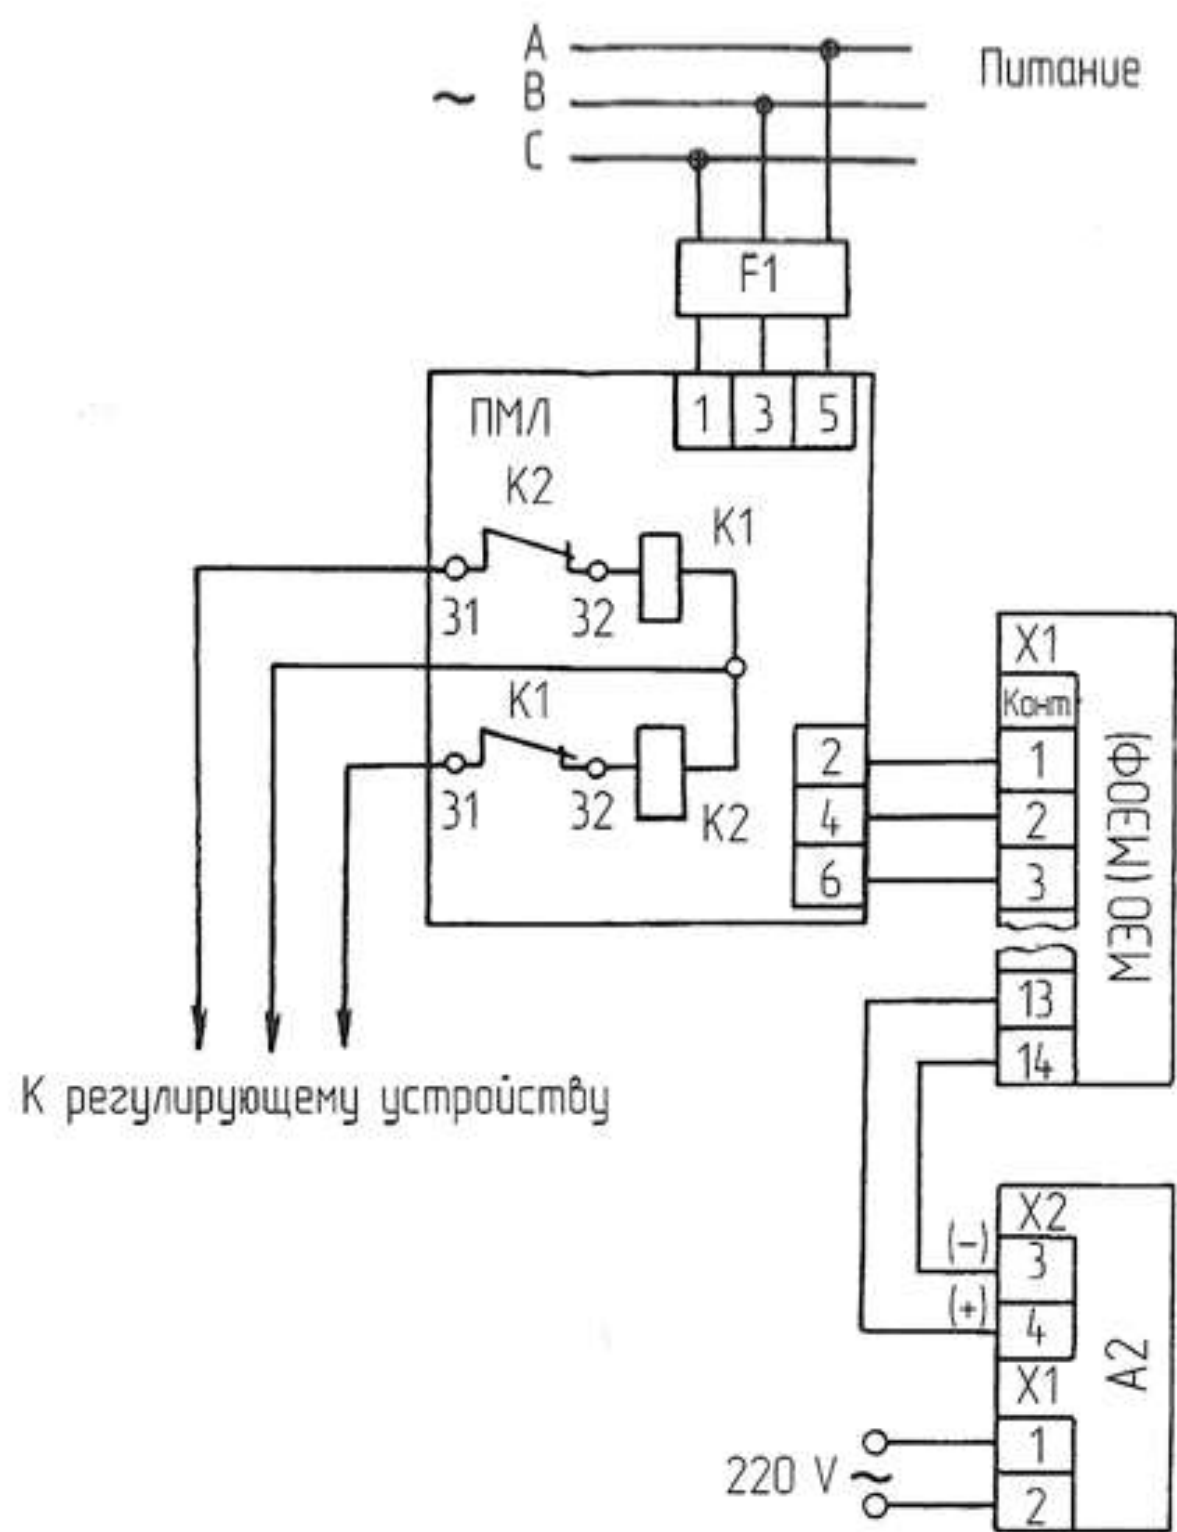 A
Питание
~ B
C
F1
ПМЛ
1 3 5
K2
K1
31 32
K1
31 32
K2
2
4
6
X1
Конт
1
2
3
13
14
МЭО (МЭОФ)
К регулирующему устройству
X2
(-) 3
(+) 4
A2
X1
1
220 V ~
2